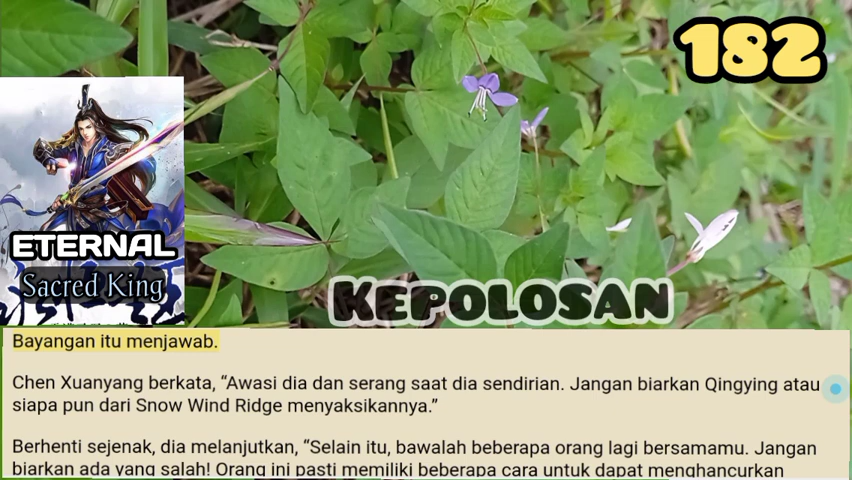 182
ETERNAL
Sacred King
KEPOLOSAN
Bayangan itu menjawab.
Chen Xuanyang berkata, “Awasi dia dan serang saat dia sendirian. Jangan biarkan Qingying atau
siapa pun dari Snow Wind Ridge menyaksikannya.”
Berhenti sejenak, dia melanjutkan, “Selain itu, bawalah beberapa orang lagi bersamamu. Jangan
biarkan ada yang salah! Orang ini pasti memiliki beberapa cara untuk dapat menghancurkan